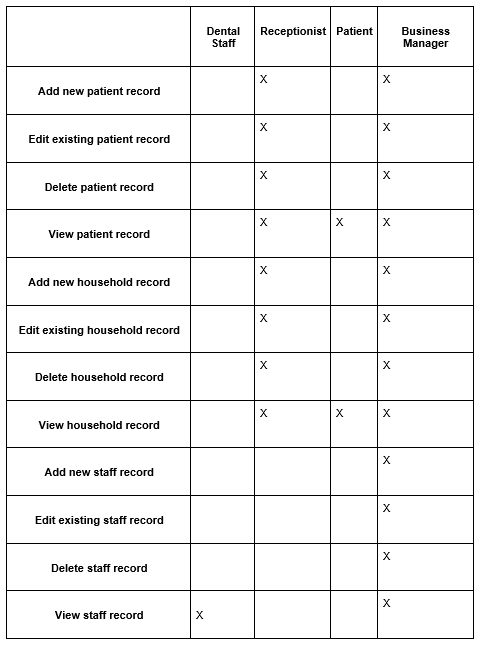 Dental Staff Receptionist Patient Business Manager
Add new patient record X X
Edit existing patient record X X
Delete patient record X X
View patient record X X X
Add new household record X X
Edit existing household record X X
Delete household record X X
View household record X X X
Add new staff record X
Edit existing staff record X
Delete staff record X
View staff record X X